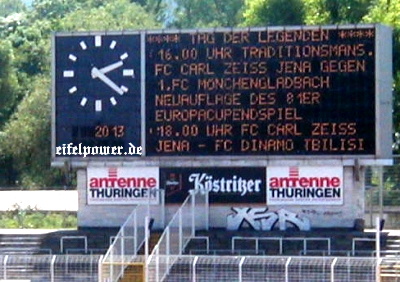 **** TAG DER LEGENDEN ****
16.00 UHR TRADITIONSMANS.
FC CARL ZEISS JENA GEGEN
1.FC MÖNCHENGLADBACH
NEUAUFLAGE DES 81ER
EUROPACUPENDSPIEL
18.00 UHR FC CARL ZEISS
JENA - FC DINAMO TBILISI
2013
eifelpower.de
antenne
THÜRINGEN
Köstritzer
antenne
THÜRINGEN